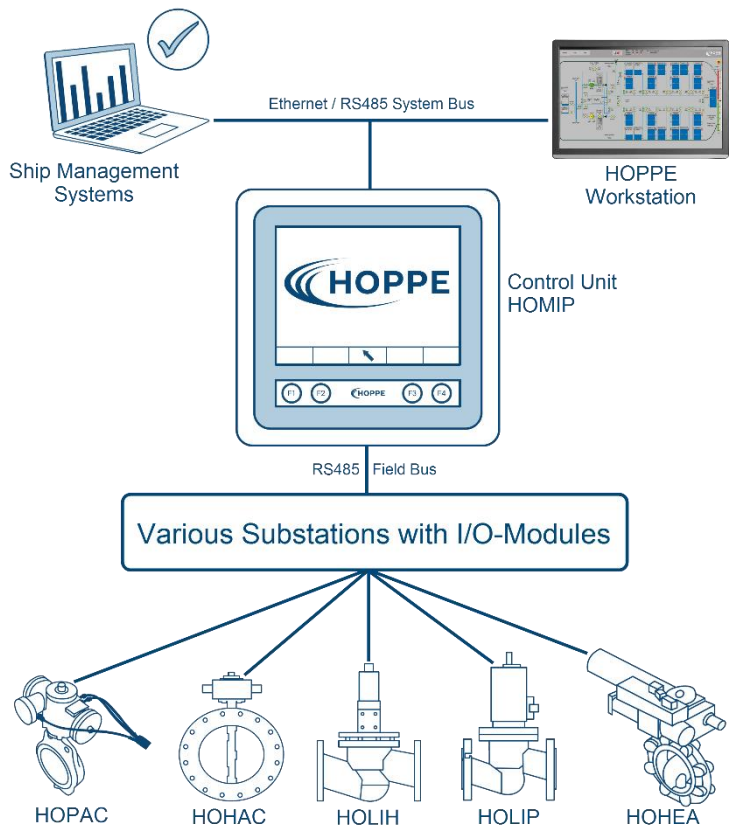 Ethernet / RS485 System Bus
Ship Management
Systems
HOPPE
Workstation
HOPPE
Control Unit
HOMIP
F1 F2 HOPPE F3 F4
RS485 Field Bus
Various Substations with I/O-Modules
HOPAC HOHAC HOLIH HOLIP HOHEA